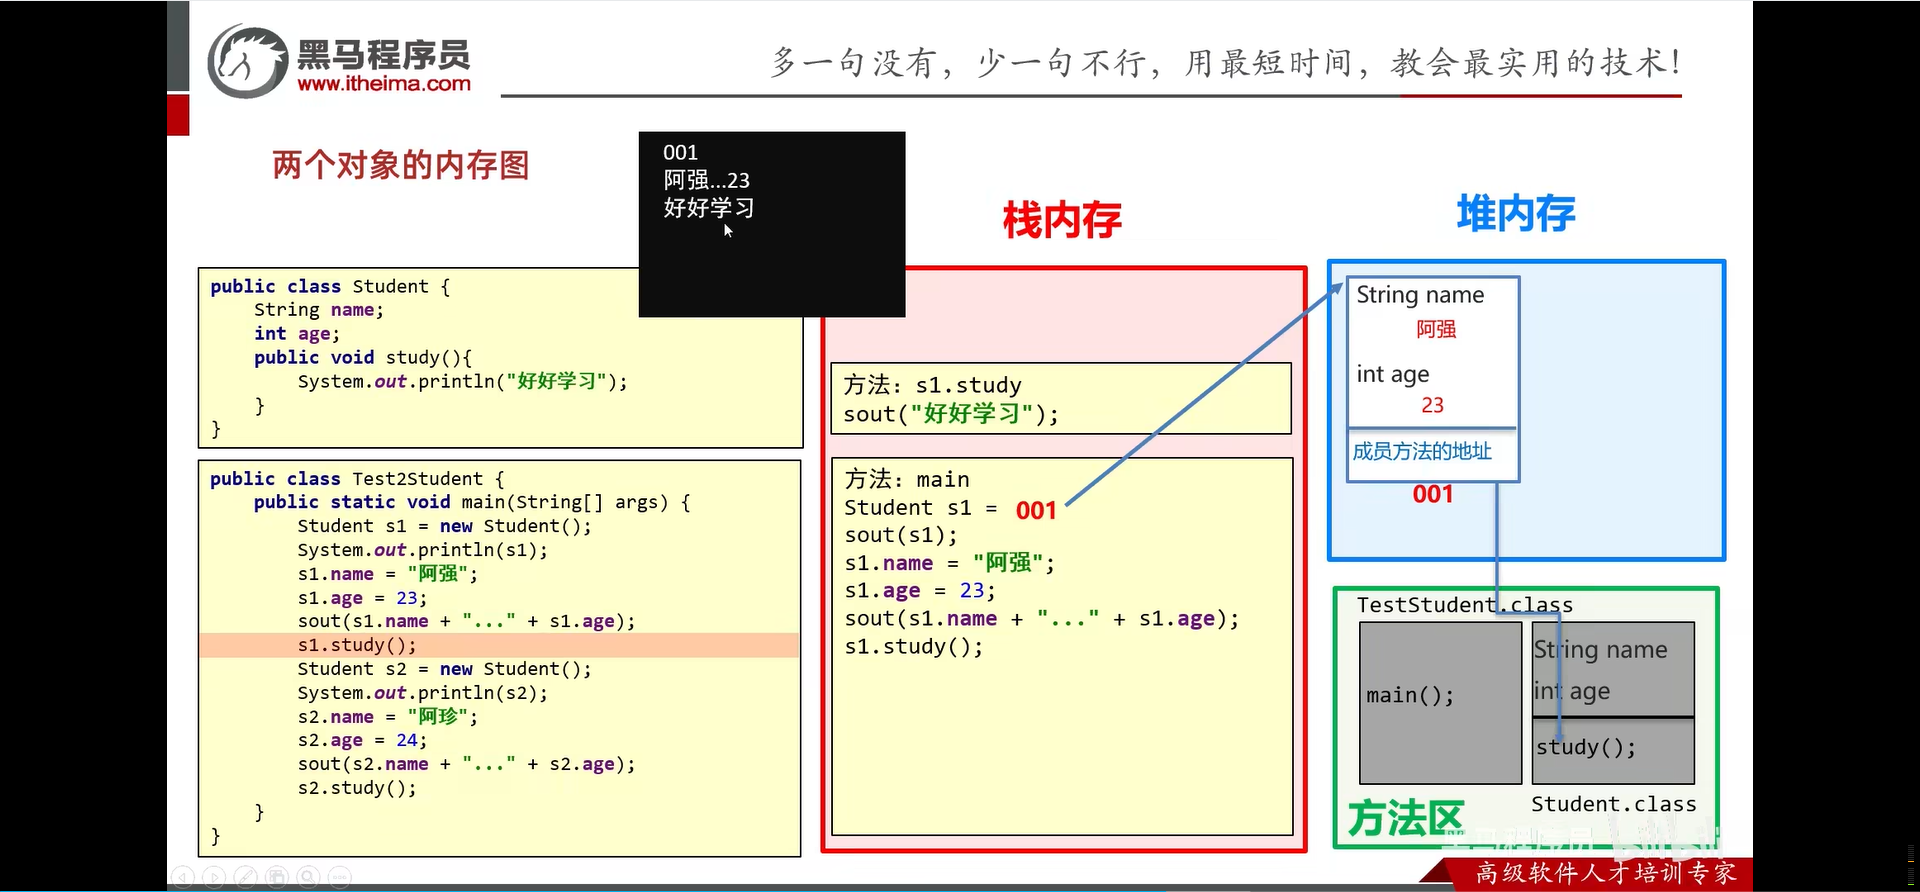 黑马程序员
www.itheima.com
多一句没有，少一句不行，用最短时间，教会最实用的技术！
两个对象的内存图
001
阿强...23
好好学习
public class Student {
    String name;
    int age;
    public void study(){
        System.out.println("好好学习");
    }
}
public class Test2Student {
    public static void main(String[] args) {
        Student s1 = new Student();
        System.out.println(s1);
        s1.name = "阿强";
        s1.age = 23;
        sout(s1.name + "..." + s1.age);
        s1.study();
        Student s2 = new Student();
        System.out.println(s2);
        s2.name = "阿珍";
        s2.age = 24;
        sout(s2.name + "..." + s2.age);
        s2.study();
    }
}
栈内存
方法：s1.study
sout("好好学习");
方法：main
Student s1 = 001
sout(s1);
s1.name = "阿强";
s1.age = 23;
sout(s1.name + "..." + s1.age);
s1.study();
堆内存
String name
阿强
int age
23
成员方法的地址
001
TestStudent.class
main();
String name
int age
study();
Student.class
方法区
黑马程序员
高级软件人才培训专家